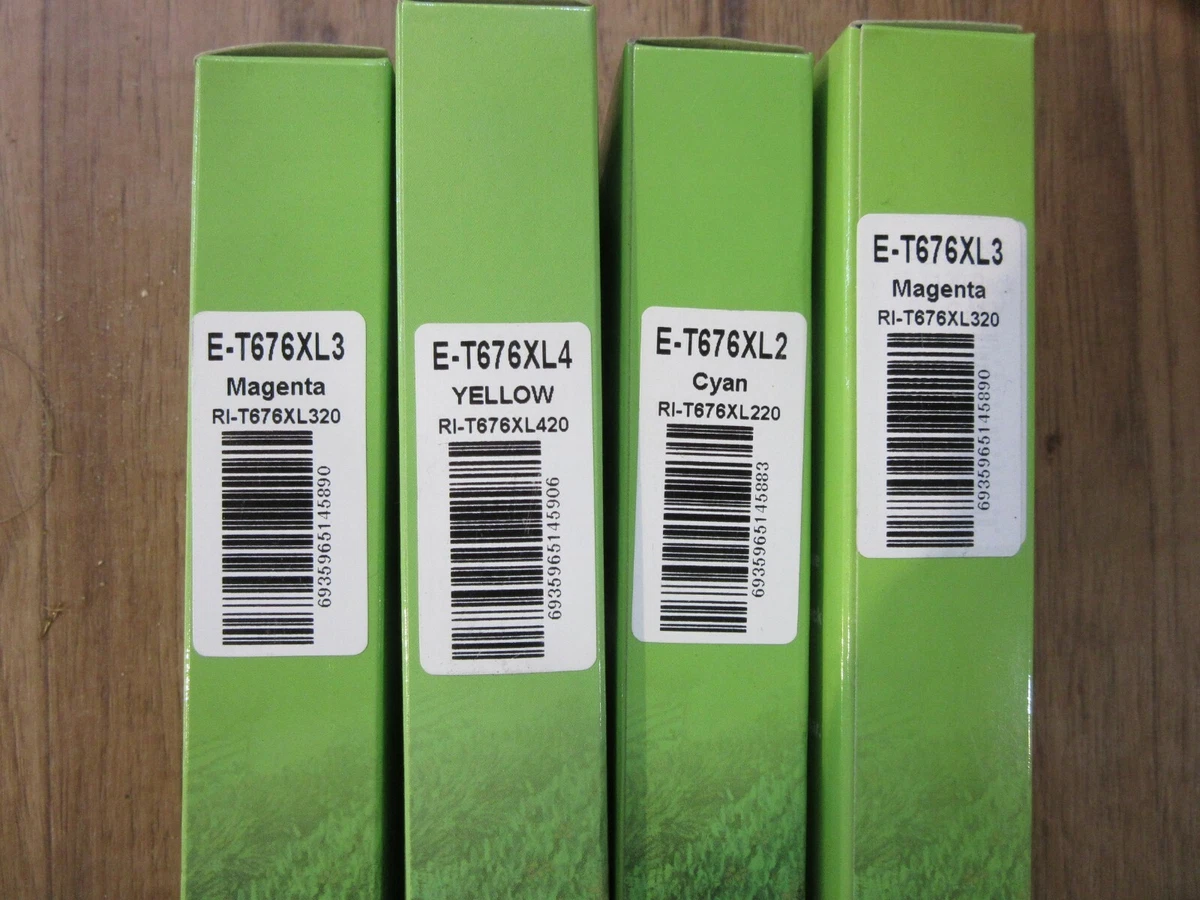 E-T676XL3
Magenta
RI-T676XL320
6935965145890
E-T676XL4
YELLOW
RI-T676XL420
6935965145906
E-T676XL2
Cyan
RI-T676XL220
6935965145883
E-T676XL3
Magenta
RI-T676XL320
6935965145890